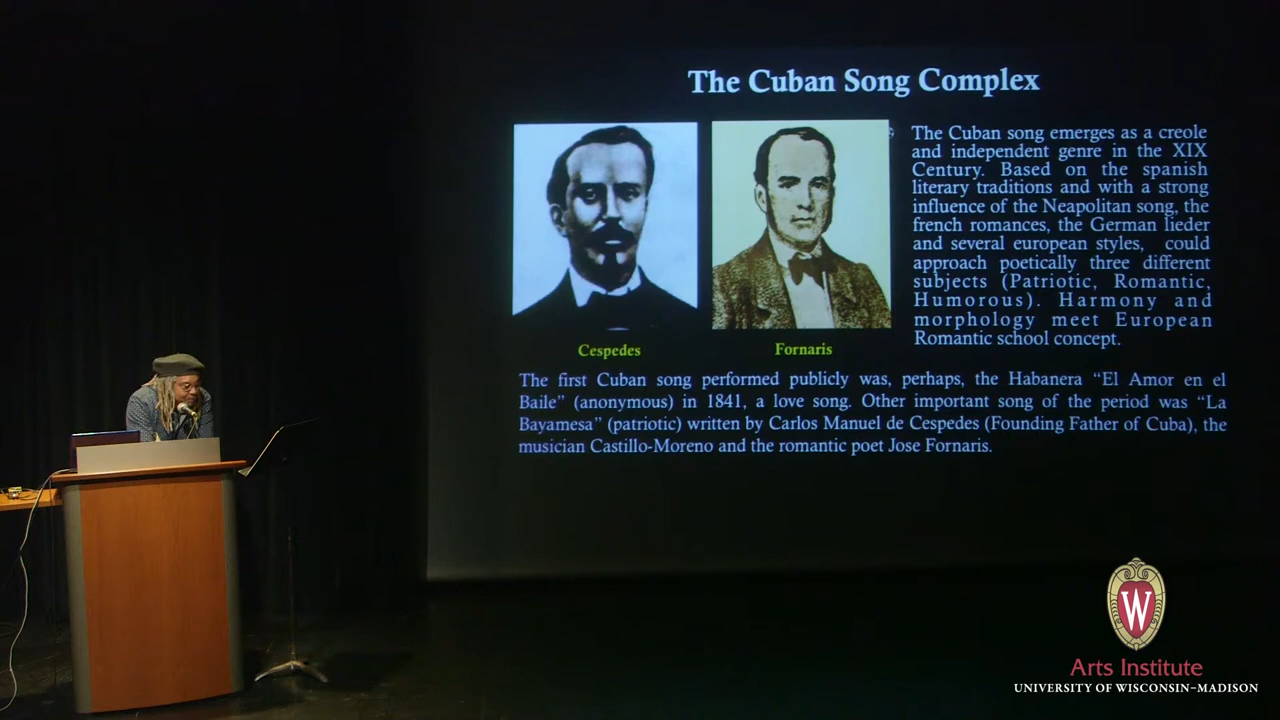 The Cuban Song Complex
The Cuban song emerges as a creole
and independent genre in the XIX
Century. Based on the spanish
literary traditions and with a strong
influence of the Neapolitan song, the
french romances, the German lieder
and several european styles, could
approach poetically three different
subjects (Patriotic, Romantic,
Humorous). Harmony and
morphology meet European
Romantic school concept.
Cespedes
Fornaris
The first Cuban song performed publicly was, perhaps, the Habanera “El Amor en el
Baile” (anonymous) in 1841, a love song. Other important song of the period was “La
Bayamesa” (patriotic) written by Carlos Manuel de Cespedes (Founding Father of Cuba), the
musician Castillo-Moreno and the romantic poet Jose Fornaris.
W
Arts Institute
UNIVERSITY OF WISCONSIN–MADISON